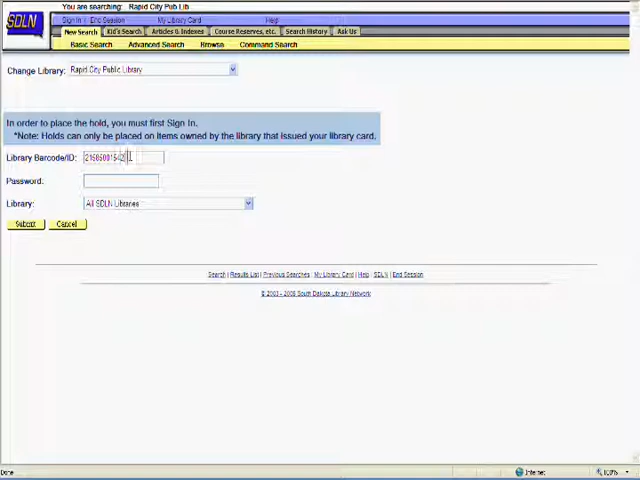 You are searching: Rapid City Pub Lib
SDLN
Sign In | End Session My Library Card Help
New Search Kid's Search Articles & Indexes Course Reserves, etc. Search History Ask Us
Basic Search Advanced Search Browse Command Search
Change Library: Rapid City Public Library
In order to place the hold, you must first Sign In.
*Note: Holds can only be placed on items owned by the library that issued your library card.
Library Barcode/ID:
Password:
Library: All SDLN Libraries
Submit Cancel
Search | Results List | Previous Searches | My Library Card | Help | SDLN | End Session
© 2003 - 2008 South Dakota Library Network
Done Internet 100%